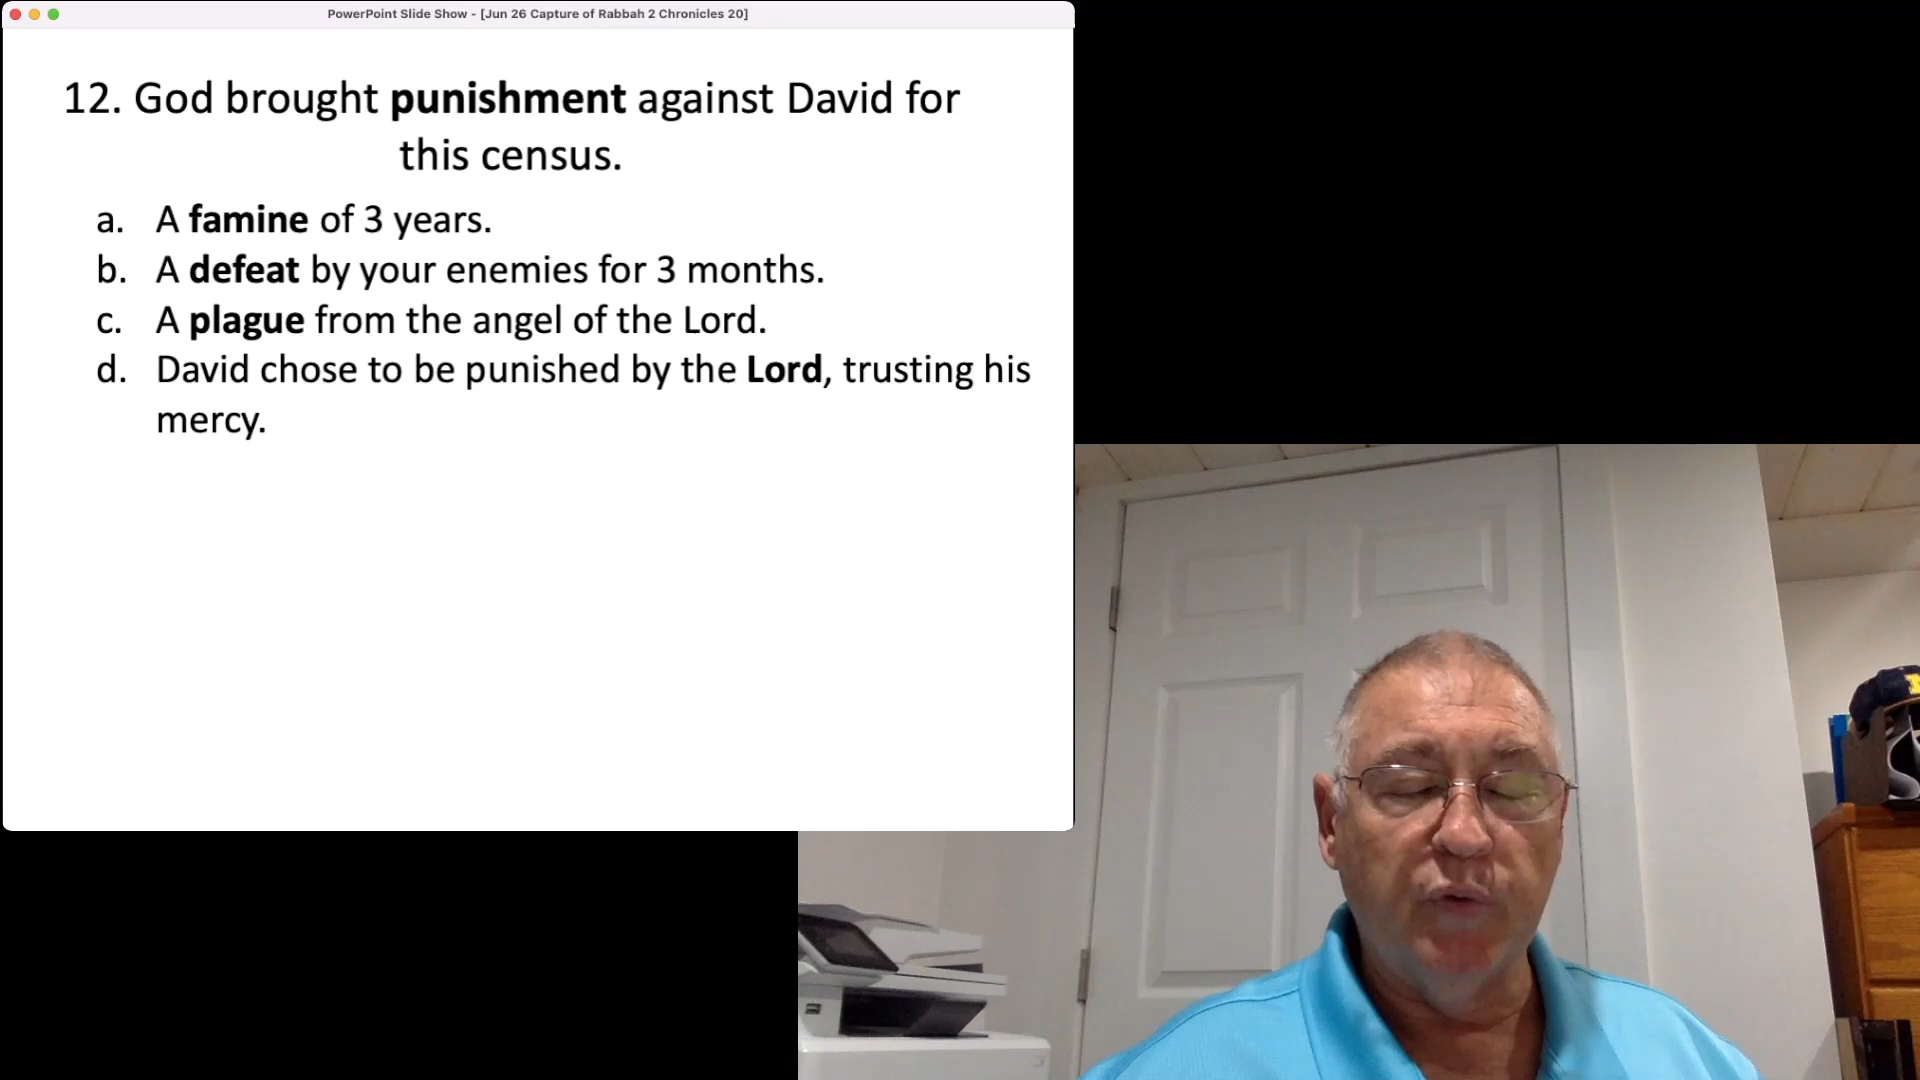 PowerPoint Slide Show - [Jun 26 Capture of Rabbah 2 Chronicles 20]
12. God brought punishment against David for
this census.
a. A famine of 3 years.
b. A defeat by your enemies for 3 months.
c. A plague from the angel of the Lord.
d. David chose to be punished by the Lord, trusting his
mercy.